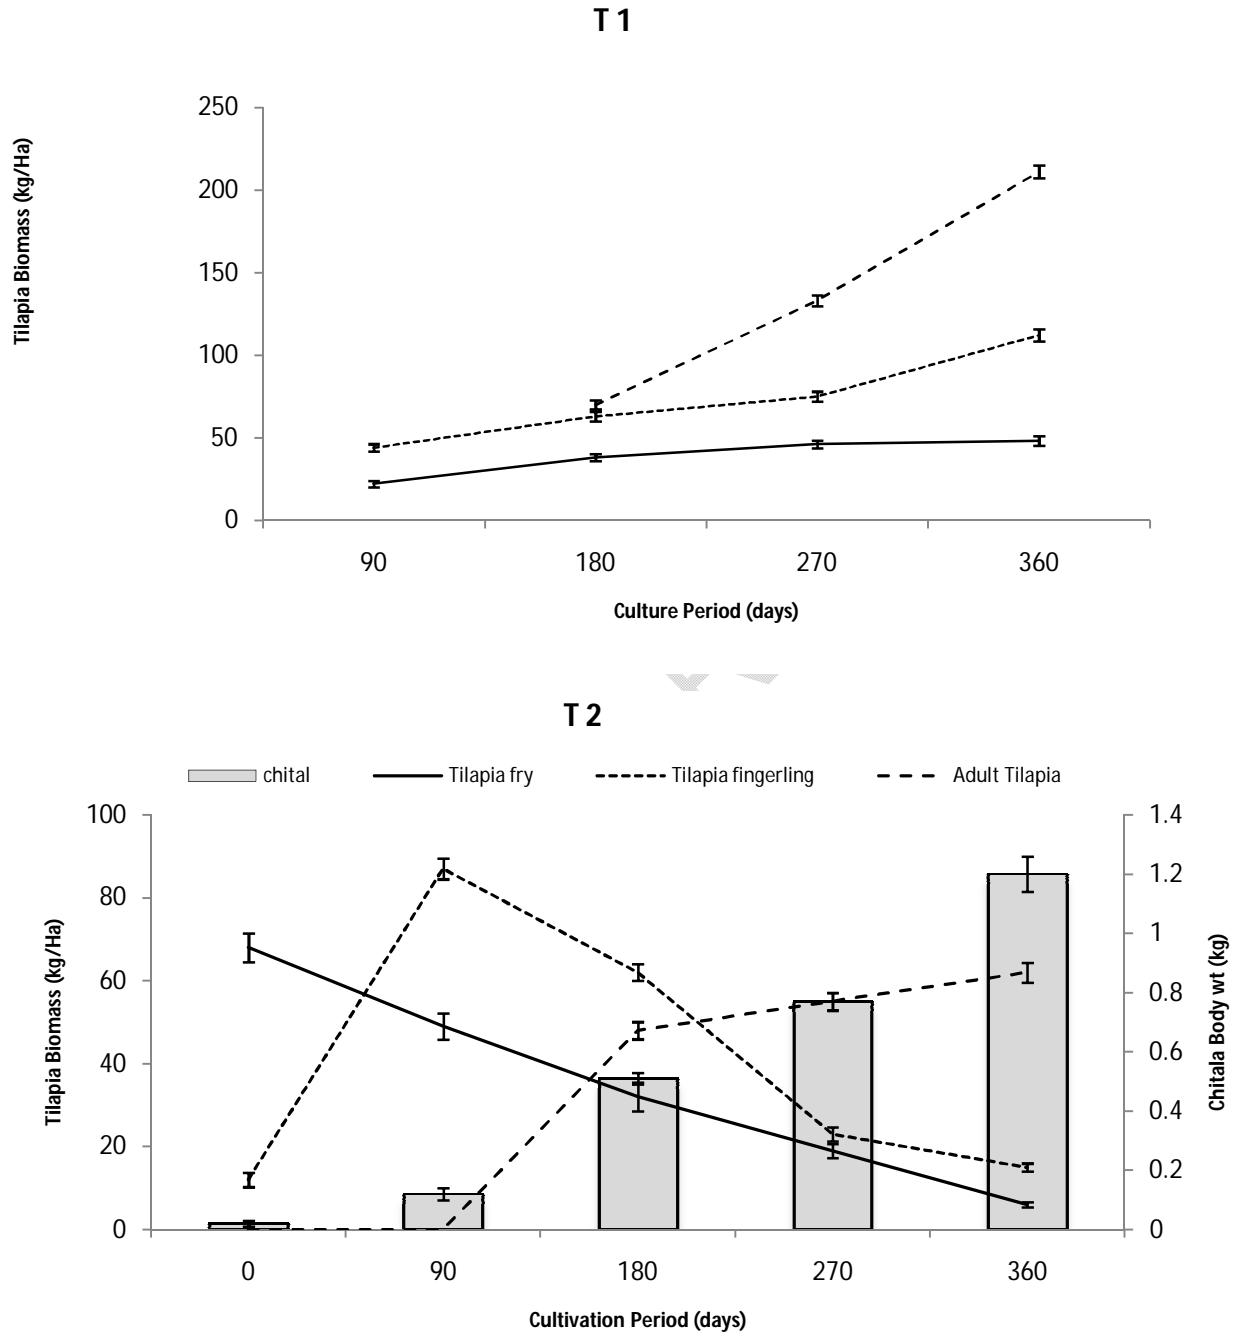 T 1
250
200
150
100
50
0
Tilapia Biomass (kg/Ha)
90 180 270 360
Culture Period (days)
T 2
chital Tilapia fry Tilapia fingerling Adult Tilapia
100 1.4
80 1.2
60 1
40 0.8
20 0.6
0 0.4
0.2
0
Tilapia Biomass (kg/Ha)
Chitala Body wt (kg)
0 90 180 270 360
Cultivation Period (days)